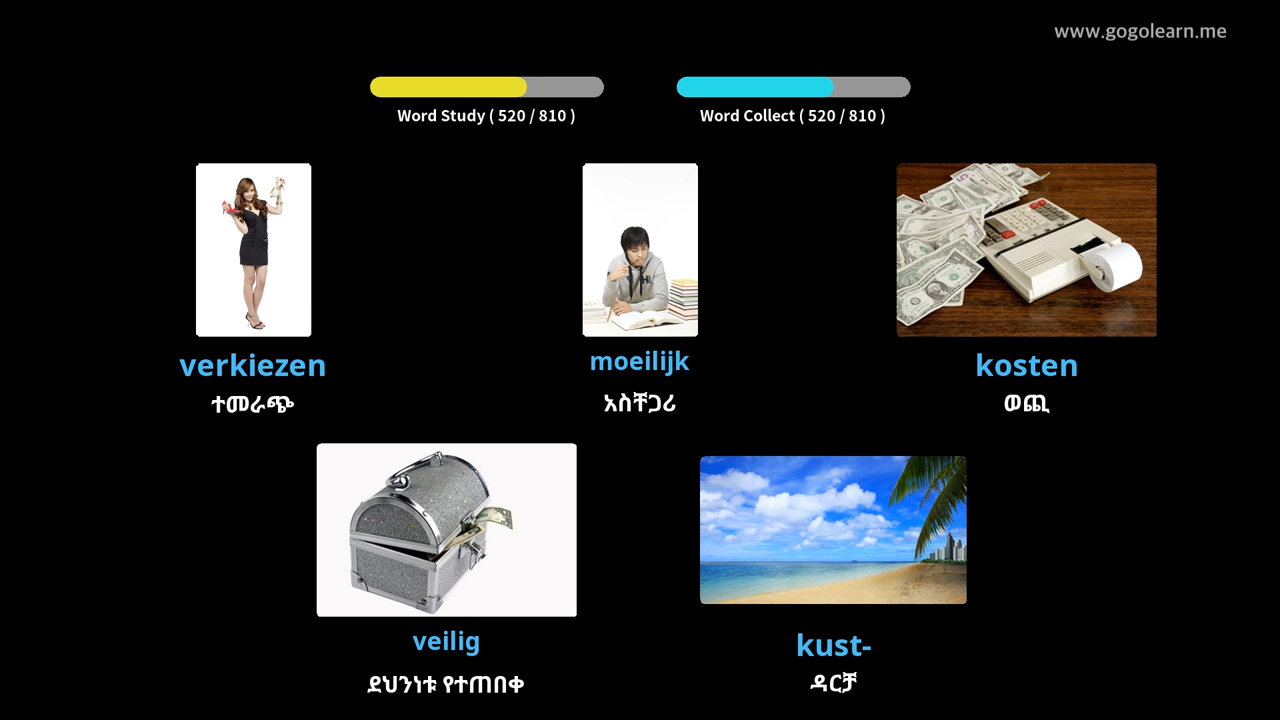 www.gogolearn.me
Word Study ( 520 / 810 )
Word Collect ( 520 / 810 )
verkiezen
ተመራጭ
moeilijk
አስቸጋሪ
kosten
ወጪ
veilig
ደህንነቱ የተጠበቀ
kust-
ዳርቻ